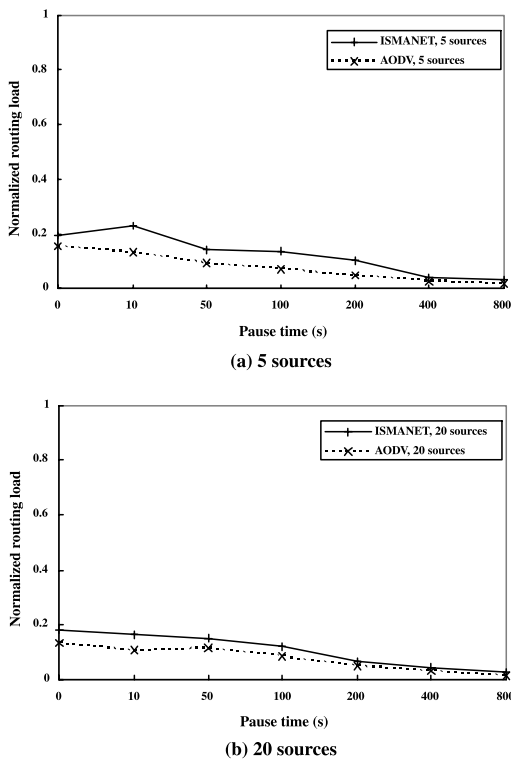 1
ISMANET, 5 sources
AODV, 5 sources
0.8
0.6
0.4
0.2
0
Normalized routing load
0 10 50 100 200 400 800
Pause time (s)
(a) 5 sources
1
ISMANET, 20 sources
AODV, 20 sources
0.8
0.6
0.4
0.2
0
Normalized routing load
0 10 50 100 200 400 800
Pause time (s)
(b) 20 sources